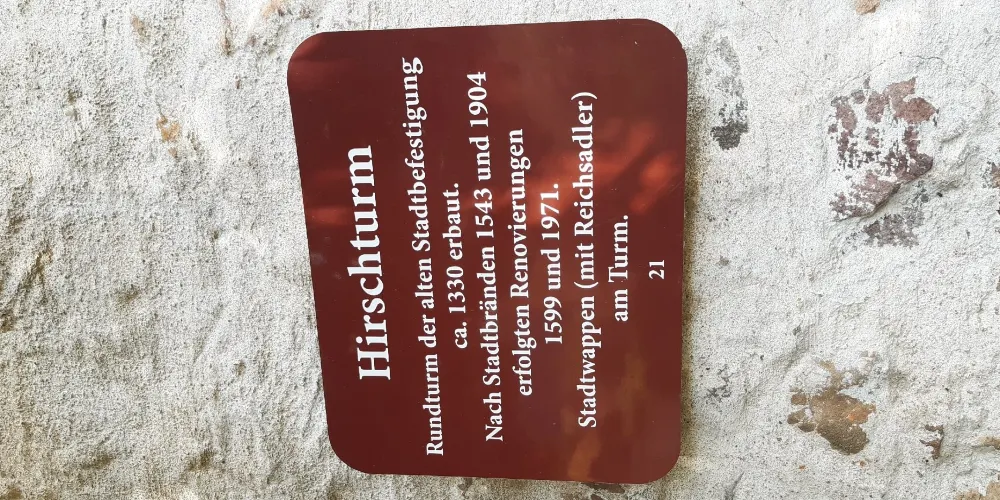 Hirschturm
Rundturm der alten Stadtbefestigung
ca. 1330 erbaut.
Nach Stadtbränden 1543 und 1904
erfolgten Renovierungen
1599 und 1971.
Stadtwappen (mit Reichsadler)
am Turm.
21